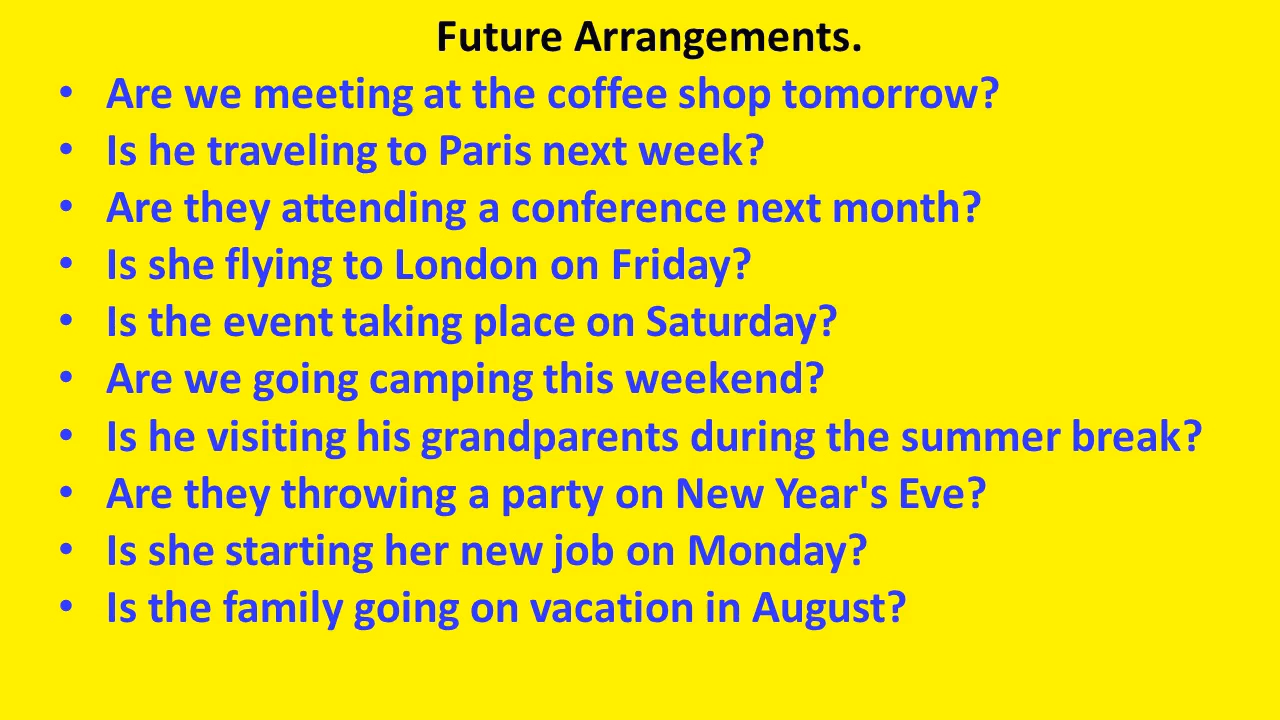 Future Arrangements.
• Are we meeting at the coffee shop tomorrow?
• Is he traveling to Paris next week?
• Are they attending a conference next month?
• Is she flying to London on Friday?
• Is the event taking place on Saturday?
• Are we going camping this weekend?
• Is he visiting his grandparents during the summer break?
• Are they throwing a party on New Year's Eve?
• Is she starting her new job on Monday?
• Is the family going on vacation in August?